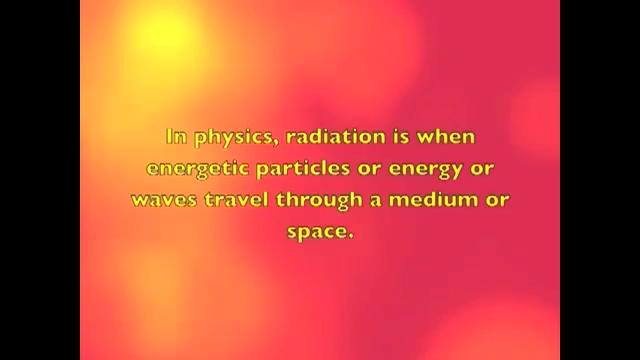 In physics, radiation is when
energetic particles or energy or
waves travel through a medium or
space.